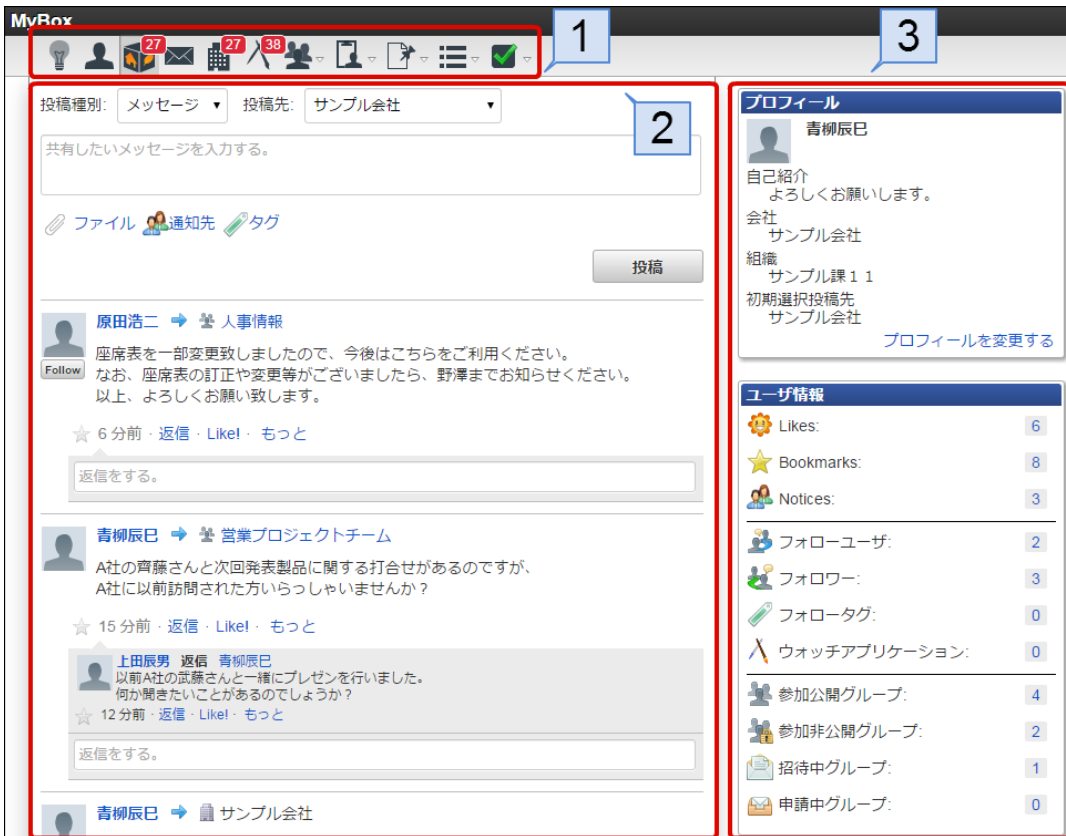 MyBox
27
27
38
1
3
投稿種別: メッセージ 投稿先: サンプル会社
2
共有したいメッセージを入力する。
ファイル 通知先 タグ
投稿
原田浩二 人事情報
Follow
座席表を一部変更致しましたので、今後はこちらをご利用ください。
なお、座席表の訂正や変更等がございましたら、野澤までお知らせください。
以上、よろしくお願い致します。
6 分前 · 返信 · Like! · もっと
返信をする。
青柳辰巳 営業プロジェクトチーム
A社の齊藤さんと次回発表製品に関する打合せがあるのですが、
A社に以前訪問された方いらっしゃいませんか？
15 分前 · 返信 · Like! · もっと
上田辰男 返信 青柳辰巳
以前A社の武藤さんと一緒にプレゼンを行いました。
何か聞きたいことがあるのでしょうか？
12 分前 · 返信 · Like! · もっと
返信をする。
青柳辰巳 サンプル会社
プロフィール
青柳辰巳
自己紹介
よろしくお願いします。
会社
サンプル会社
組織
サンプル課１１
初期選択投稿先
サンプル会社
プロフィールを変更する
ユーザ情報
Likes: 6
Bookmarks: 8
Notices: 3
フォローユーザ: 2
フォロワー: 3
フォロータグ: 0
ウォッチアプリケーション: 0
参加公開グループ: 4
参加非公開グループ: 2
招待中グループ: 1
申請中グループ: 0